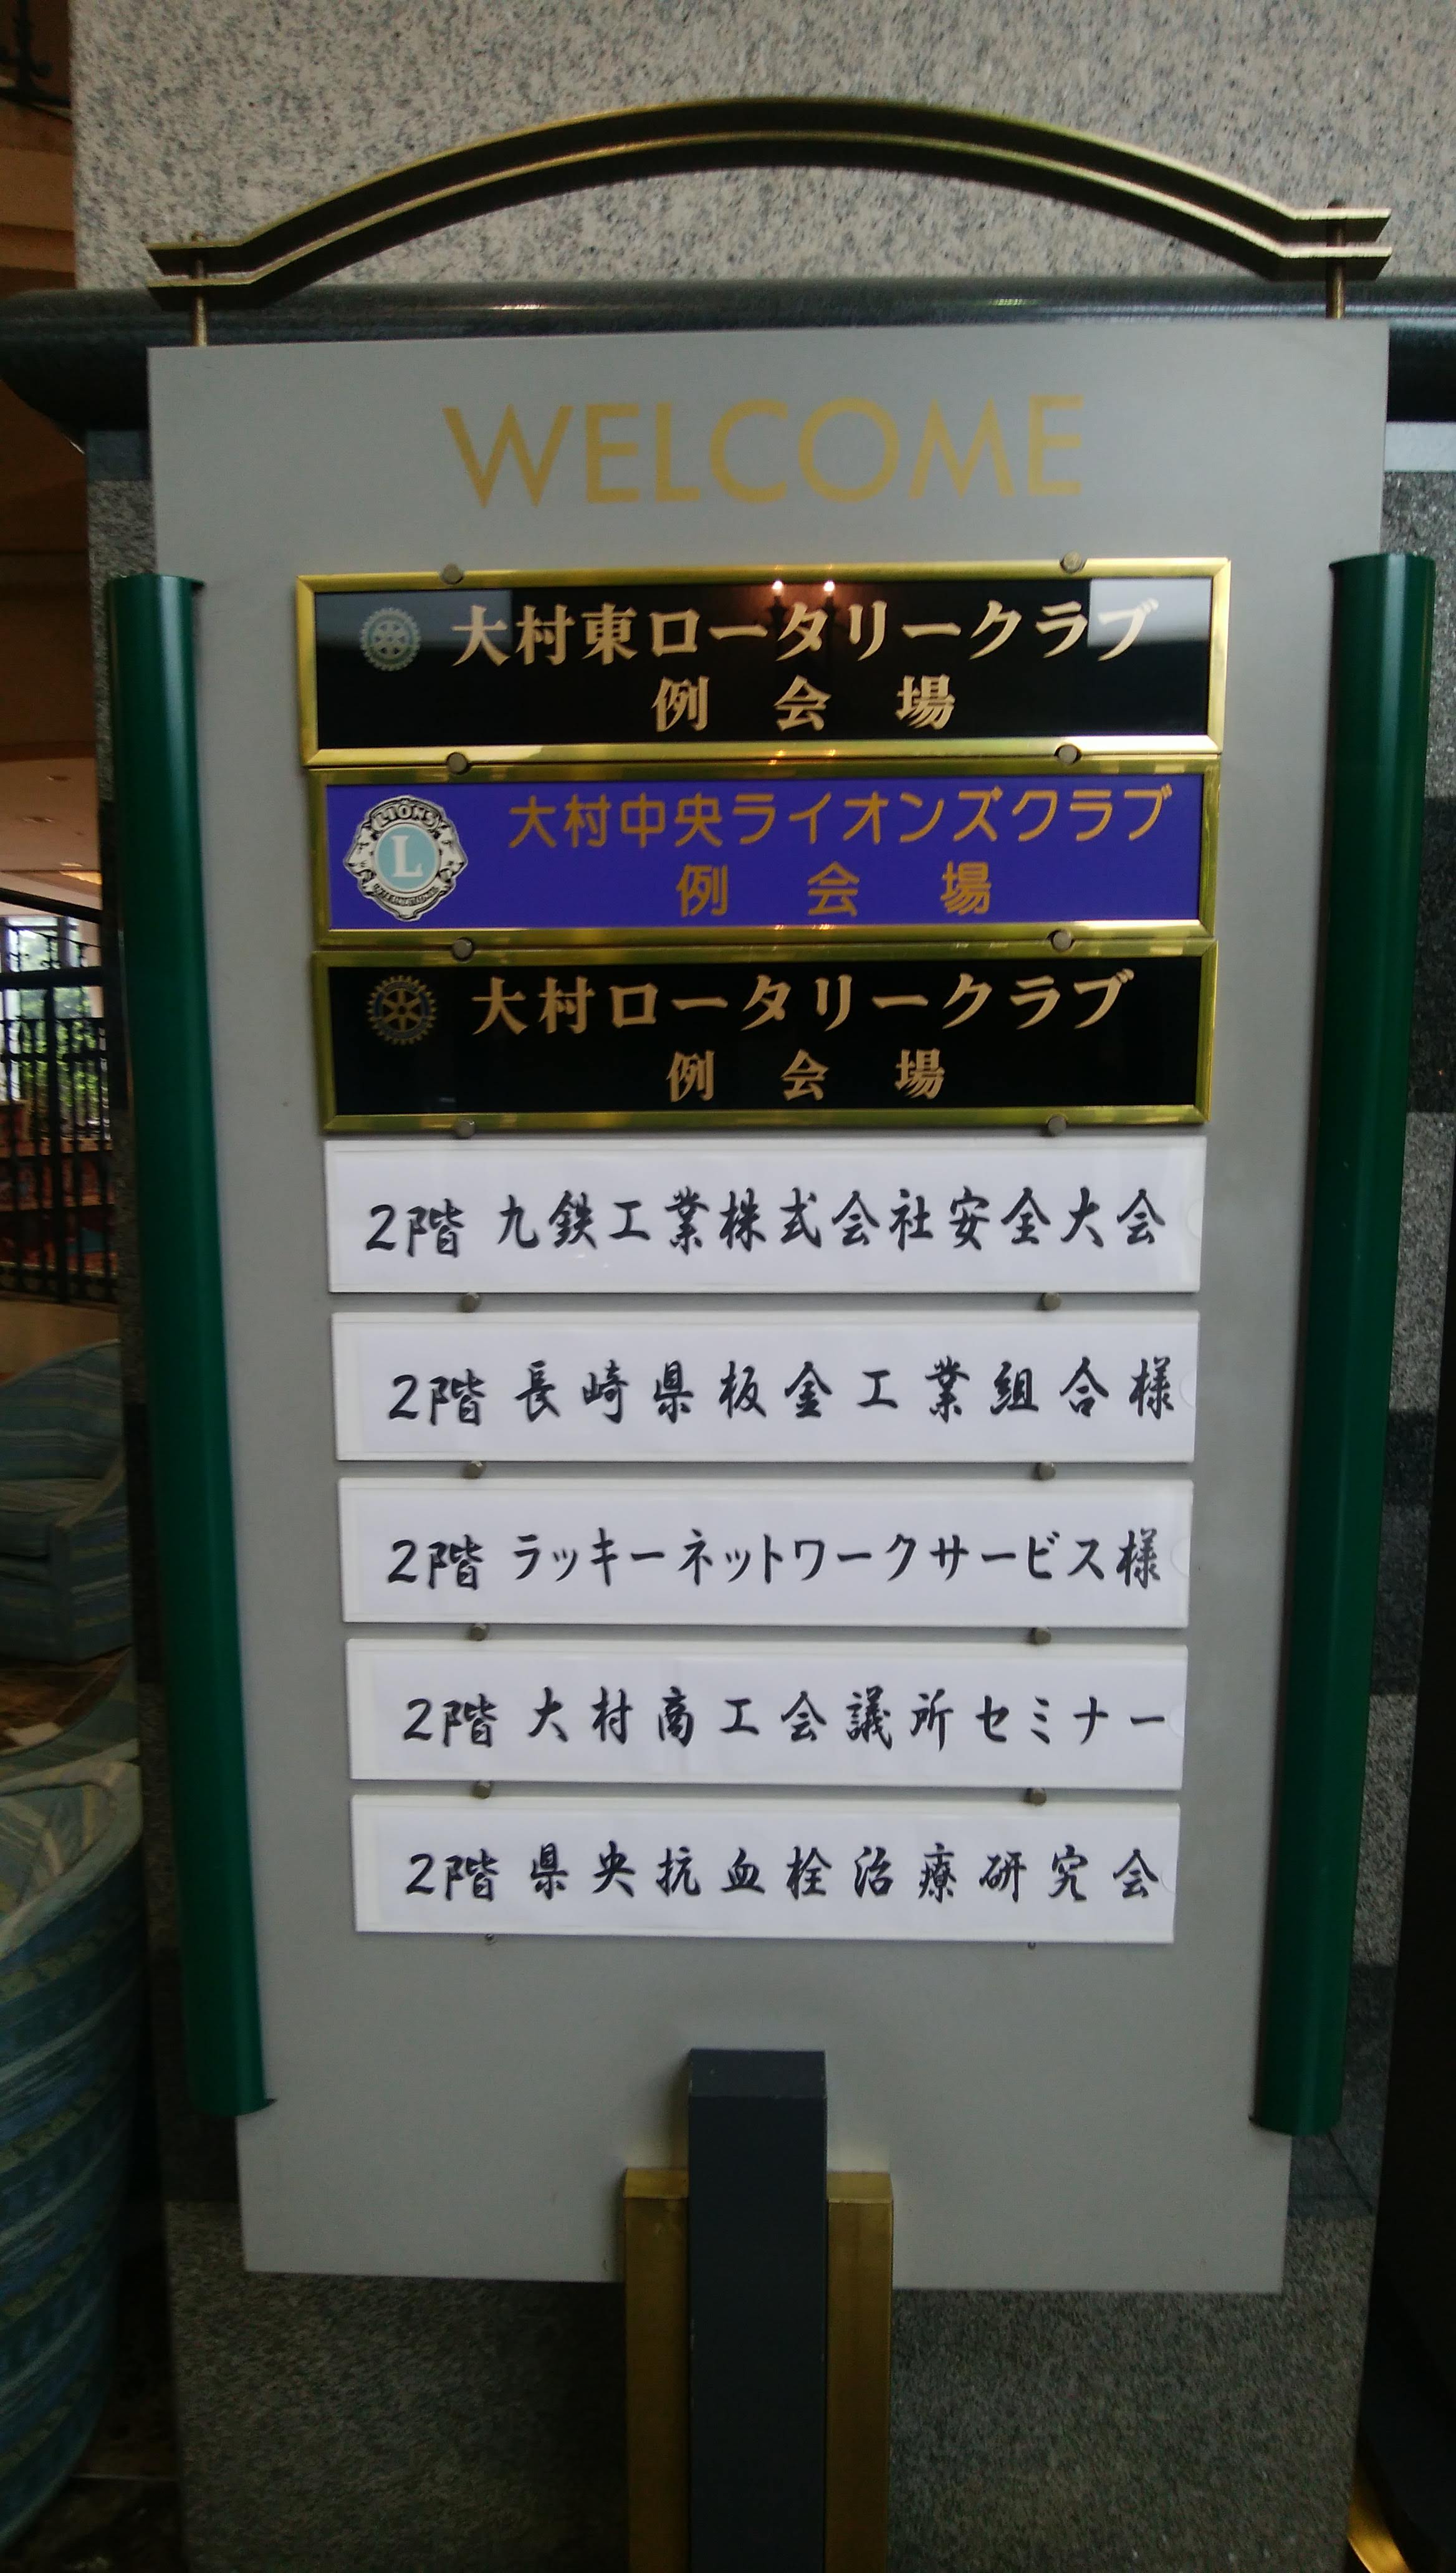 WELCOME
大村東ロータリークラブ
例会場
LIONS
L
INTERNATIONAL
大村中央ライオンズクラブ
例会場
大村ロータリークラブ
例会場
2階 九鉄工業株式会社安全大会
2階 長崎県板金工業組合様
2階 ラッキーネットワークサービス様
2階 大村商工会議所セミナー
2階 県央抗血栓治療研究会